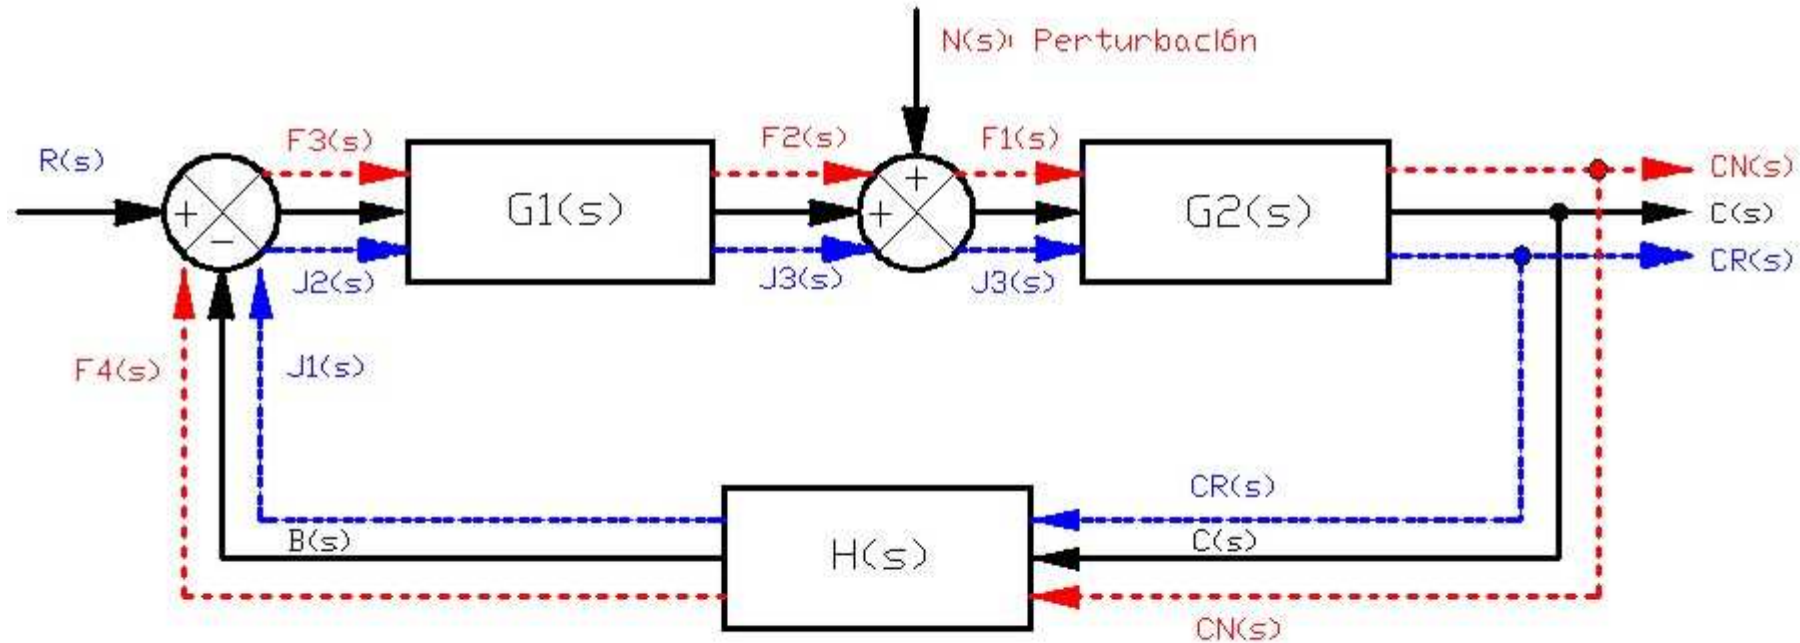 N(s): Perturbación
F3(s)
F2(s)
F1(s)
R(s)
CN(s)
+
+
+
G1(s)
G2(s)
C(s)
−
CR(s)
J2(s)
J3(s)
J3(s)
F4(s)
J1(s)
CR(s)
B(s)
H(s)
C(s)
CN(s)